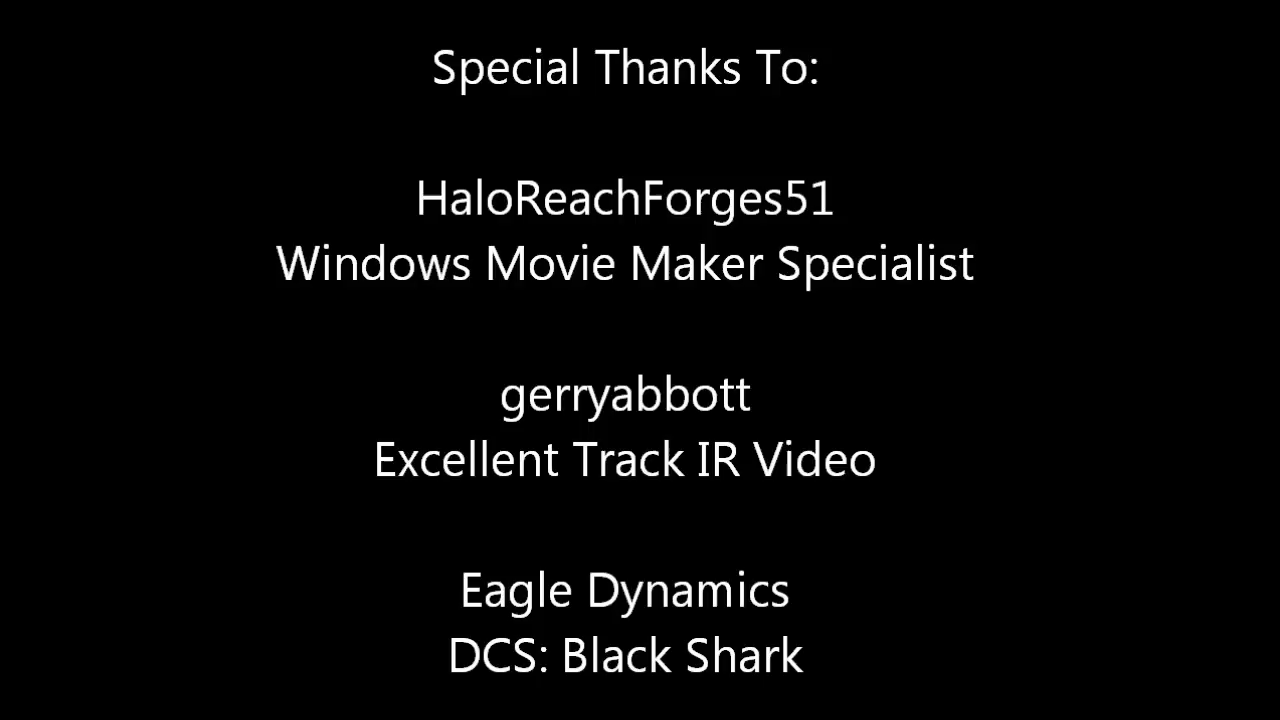 Special Thanks To:
HaloReachForges51
Windows Movie Maker Specialist
gerryabbott
Excellent Track IR Video
Eagle Dynamics
DCS: Black Shark